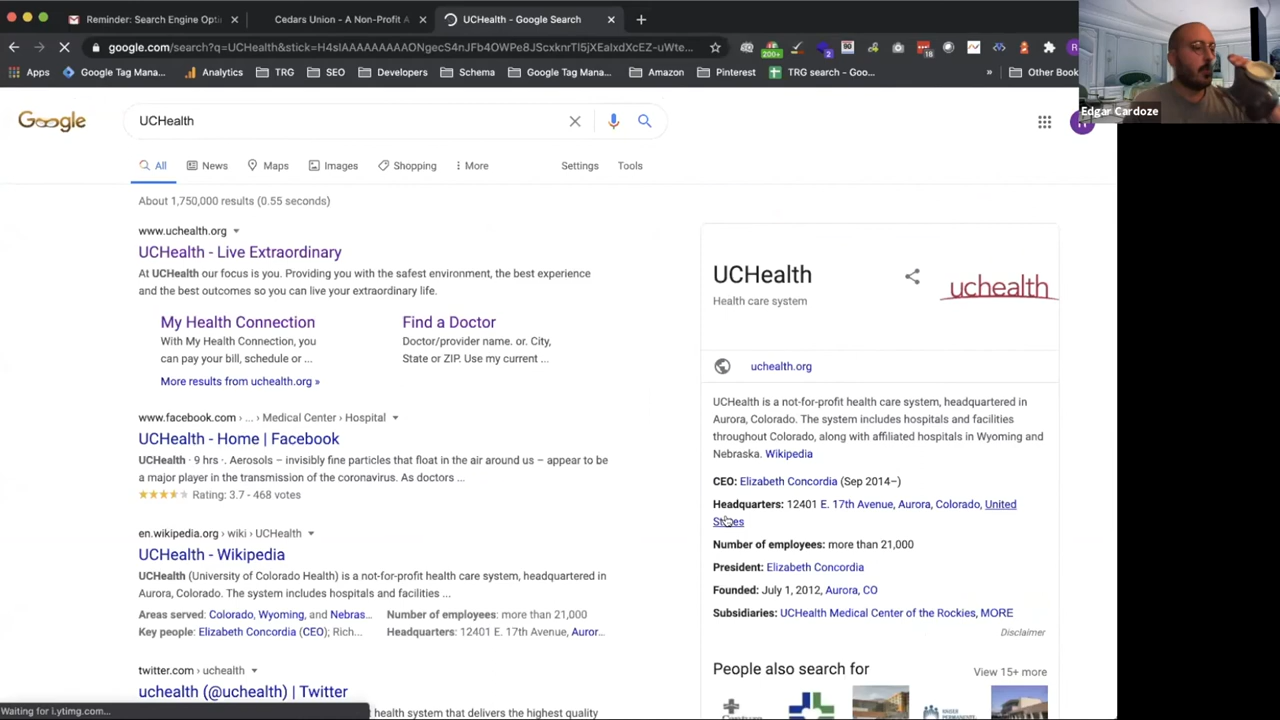 Reminder: Search Engine Opti
Cedars Union - A Non-Profit A
UCHealth - Google Search
google.com/search?q=UCHealth&stick=H4sIAAAAAAAAAONgecS4nJFb4OWPe8JScxknrTl5jXEalxdXcEZ-uWte...
200+
2
16
Apps
Google Tag Mana...
Analytics
TRG
SEO
Developers
Schema
Google Tag Mana...
Amazon
Pinterest
TRG search - Goo...
»
Other Book
Edgar Cardoze
Google
UCHealth
All
News
Maps
Images
Shopping
More
Settings
Tools
About 1,750,000 results (0.55 seconds)
www.uchealth.org
UCHealth - Live Extraordinary
At UCHealth our focus is you. Providing you with the safest environment, the best experience
and the best outcomes so you can live your extraordinary life.
My Health Connection
With My Health Connection, you
can pay your bill, schedule or ...
Find a Doctor
Doctor/provider name. or. City,
State or ZIP. Use my current ...
More results from uchealth.org »
www.facebook.com › ... › Medical Center › Hospital
UCHealth - Home | Facebook
UCHealth · 9 hrs ·. Aerosols – invisibly fine particles that float in the air around us – appear to be
a major player in the transmission of the coronavirus. As doctors ...
Rating: 3.7 - 468 votes
en.wikipedia.org › wiki › UCHealth
UCHealth - Wikipedia
UCHealth (University of Colorado Health) is a not-for-profit health care system, headquartered in
Aurora, Colorado. The system includes hospitals and facilities ...
Areas served: Colorado, Wyoming, and Nebras...
Number of employees: more than 21,000
Key people: Elizabeth Concordia (CEO); Rich...
Headquarters: 12401 E. 17th Avenue, Auror...
twitter.com › uchealth
uchealth (@uchealth) | Twitter
health system that delivers the highest quality
Waiting for i.ytimg.com...
UCHealth
Health care system
uchealth
uchealth.org
UCHealth is a not-for-profit health care system, headquartered in
Aurora, Colorado. The system includes hospitals and facilities
throughout Colorado, along with affiliated hospitals in Wyoming and
Nebraska. Wikipedia
CEO: Elizabeth Concordia (Sep 2014–)
Headquarters: 12401 E. 17th Avenue, Aurora, Colorado, United
States
Number of employees: more than 21,000
President: Elizabeth Concordia
Founded: July 1, 2012, Aurora, CO
Subsidiaries: UCHealth Medical Center of the Rockies, MORE
Disclaimer
People also search for
View 15+ more